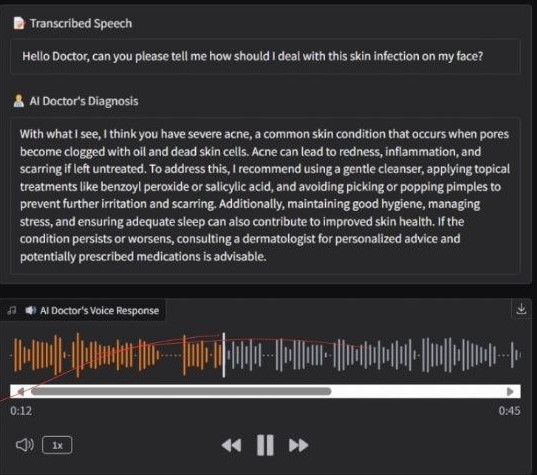 Transcribed Speech
Hello Doctor, can you please tell me how should I deal with this skin infection on my face?
AI Doctor's Diagnosis
With what I see, I think you have severe acne, a common skin condition that occurs when pores
become clogged with oil and dead skin cells. Acne can lead to redness, inflammation, and
scarring if left untreated. To address this, I recommend using a gentle cleanser, applying topical
treatments like benzoyl peroxide or salicylic acid, and avoiding picking or popping pimples to
prevent further irritation and scarring. Additionally, maintaining good hygiene, managing
stress, and ensuring adequate sleep can also contribute to improved skin health. If the
condition persists or worsens, consulting a dermatologist for personalized advice and
potentially prescribed medications is advisable.
AI Doctor's Voice Response
0:12 0:45
1x